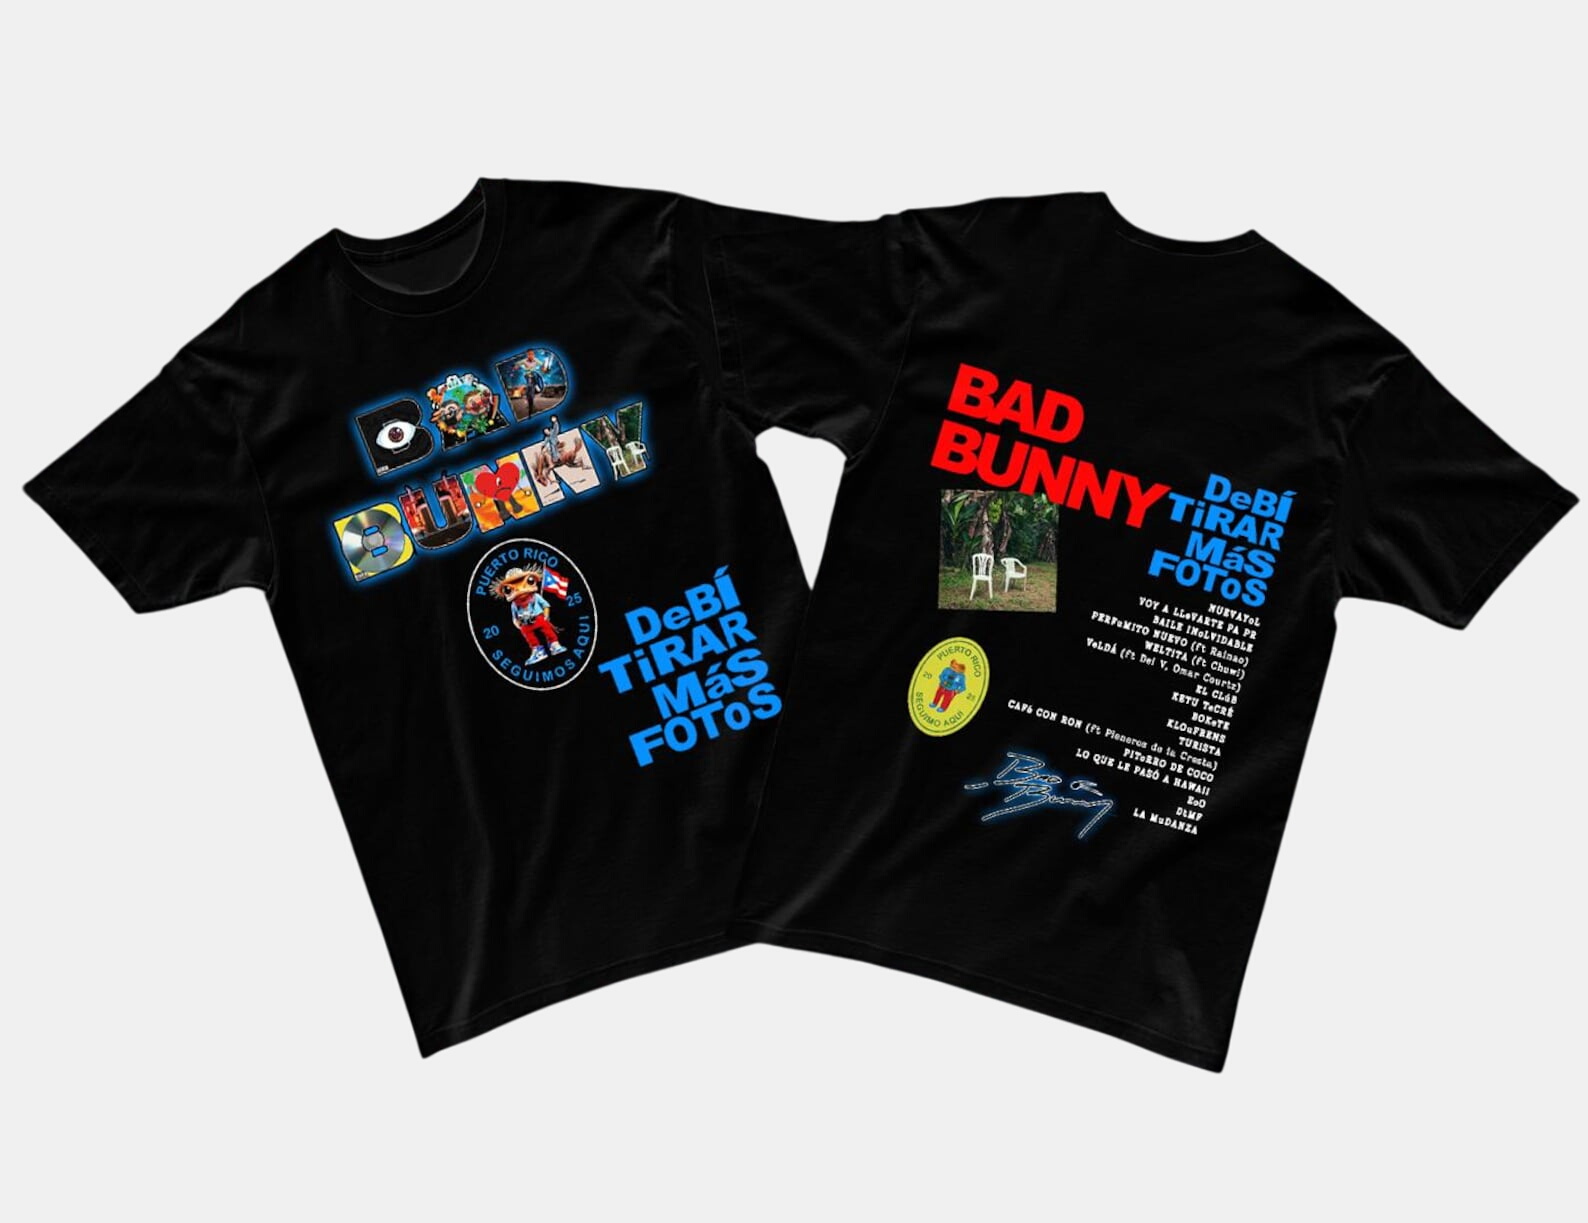 BAD
BUNNY
PUERTO RICO
20 25
SEGUIMOS AQUI
DeBÍ
TiRAR
MáS
FOToS
BAD
BUNNY
DeBÍ
TiRAR
MáS
FOToS
NUEVAYoL
VOY A LLeVARTE PA PR
BAILE INoLVIDABLE
PERFuMITO NUEVO (ft Rainao)
WELTiTA (ft Chuwi)
VeLDÁ (ft Dei V, Omar Courtz)
EL CLúB
KETU TeCRÉ
BOKeTE
KLOuFRENS
TURISTA
CAFé CON RON (ft Pleneros de la Cresta)
PIToRRO DE COCO
LO QUE LE PASÓ A HAWAii
EoO
DtMF
LA MuDANZA
PUERTO RICO
20 25
SEGUIMO AQUI
Bad
Bunny